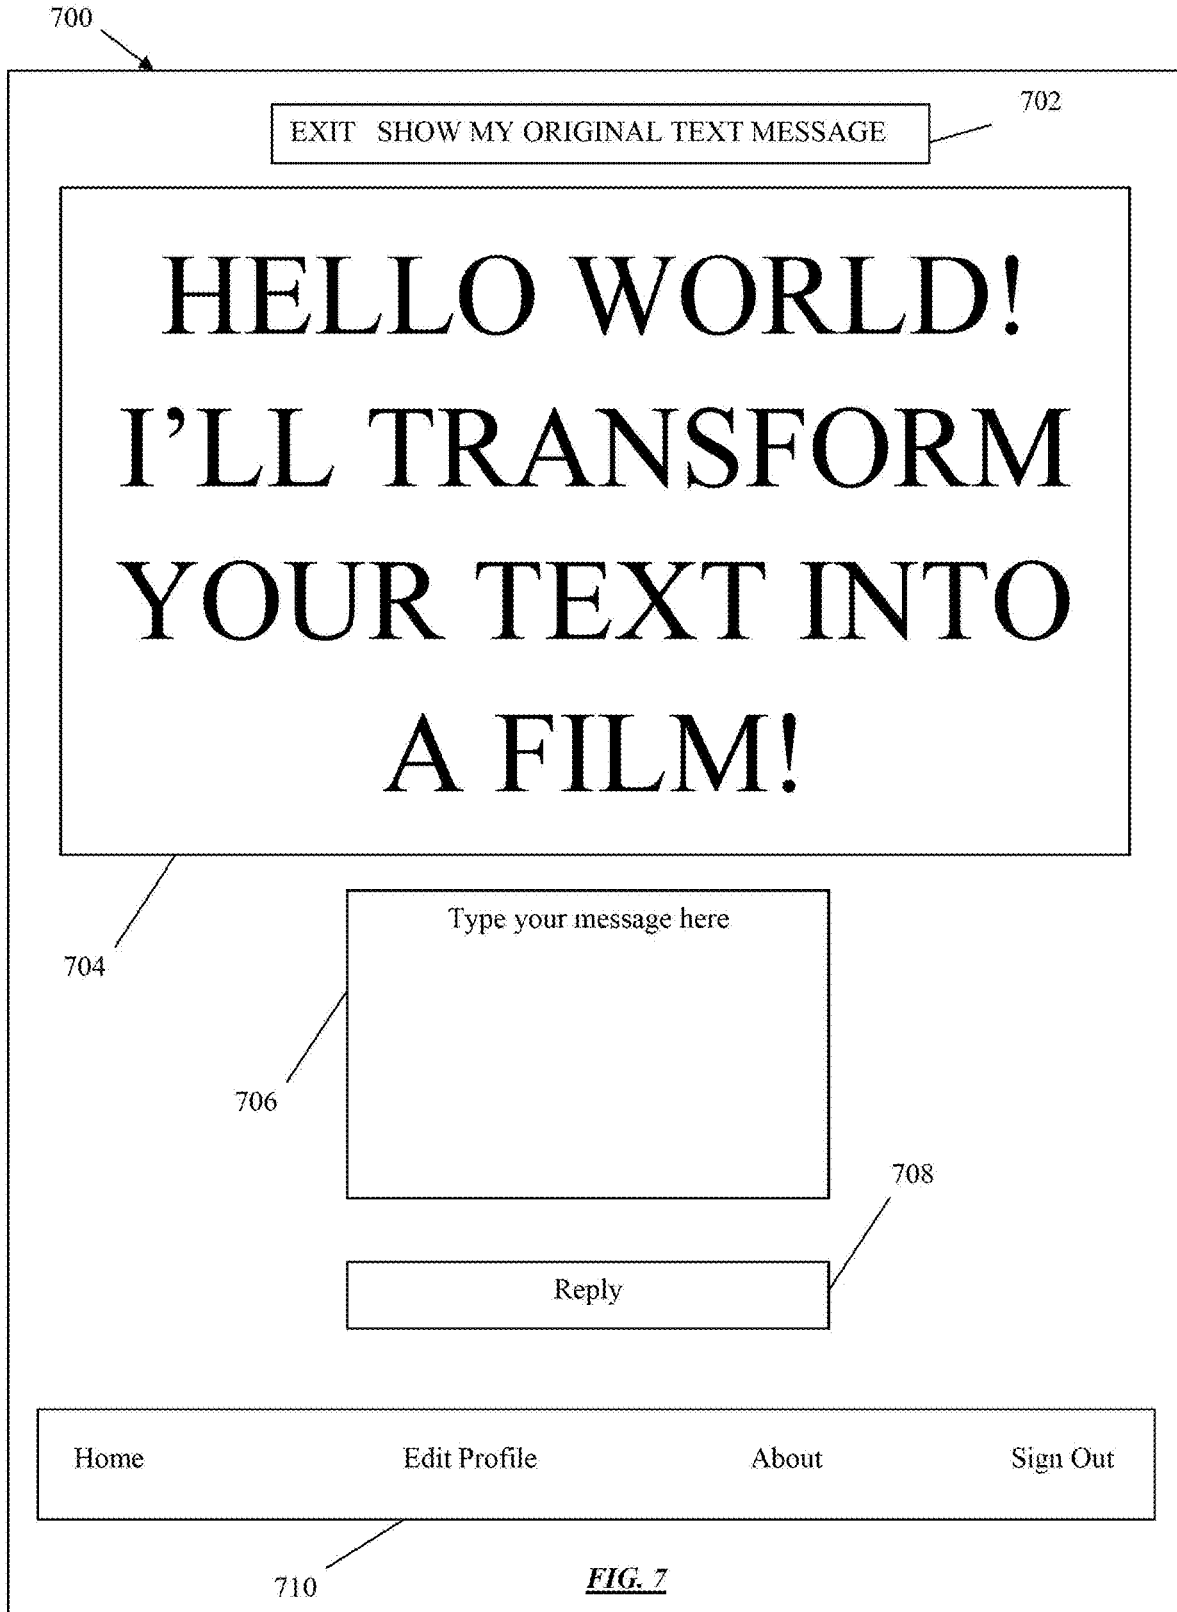 700
702
EXIT SHOW MY ORIGINAL TEXT MESSAGE
HELLO WORLD!
I’LL TRANSFORM
YOUR TEXT INTO
A FILM!
704
Type your message here
706
708
Reply
Home Edit Profile About Sign Out
710
FIG. 7